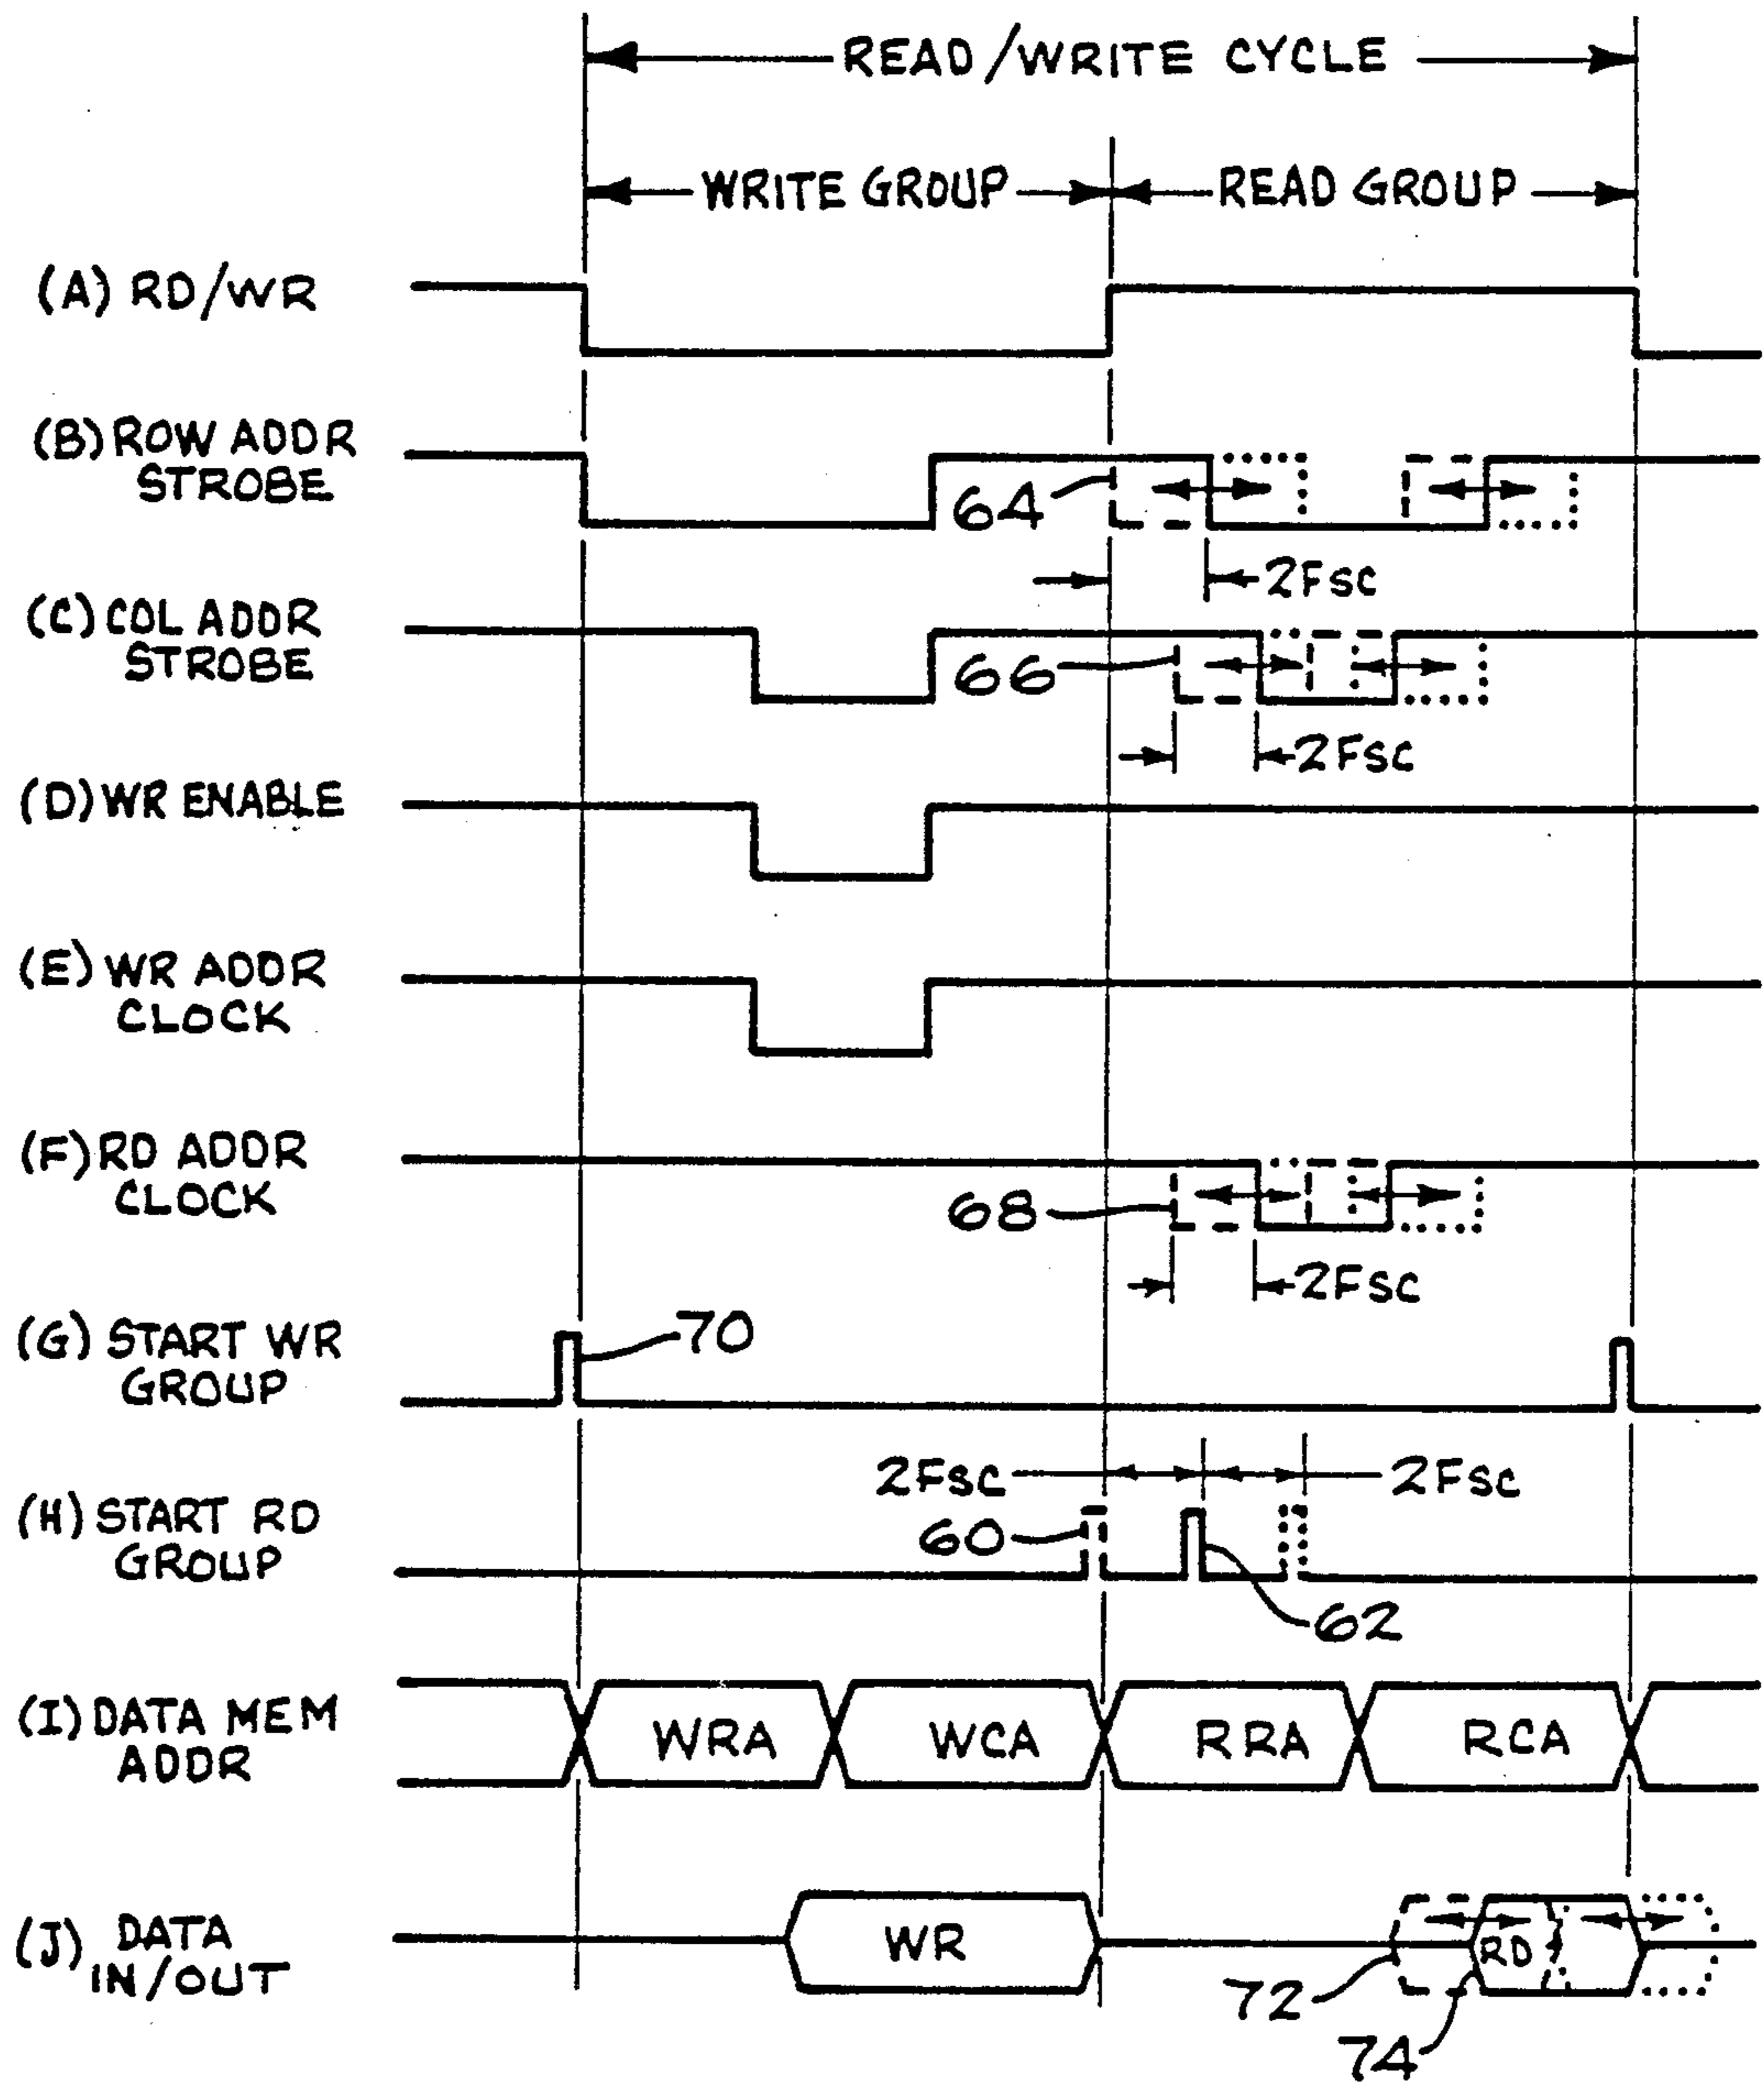 READ/WRITE CYCLE
WRITE GROUP READ GROUP
(A) RD/WR
(B) ROW ADDR
STROBE
64
2FSC
(C) COL ADDR
STROBE
66
2FSC
(D) WR ENABLE
(E) WR ADDR
CLOCK
(F) RD ADDR
CLOCK
68
2FSC
(G) START WR
GROUP
70
2FSC 2FSC
(H) START RD
GROUP
60
62
(I) DATA MEM
ADDR
WRA WCA RRA RCA
(J) DATA
IN/OUT
WR RD
72
74